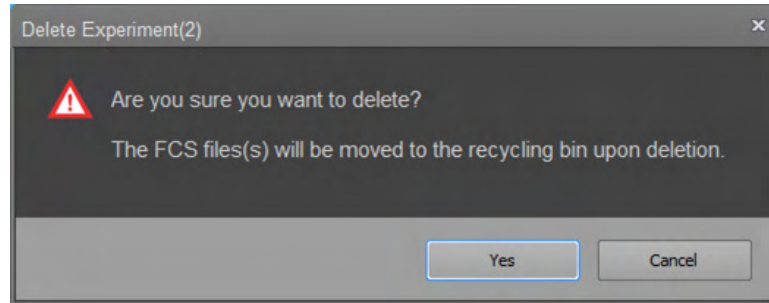 Delete Experiment(2)
Are you sure you want to delete?
The FCS files(s) will be moved to the recycling bin upon deletion.
Yes
Cancel